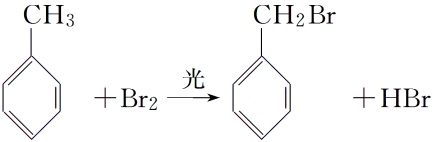 CH₃ CH₂Br
+Br₂ 光 +HBr